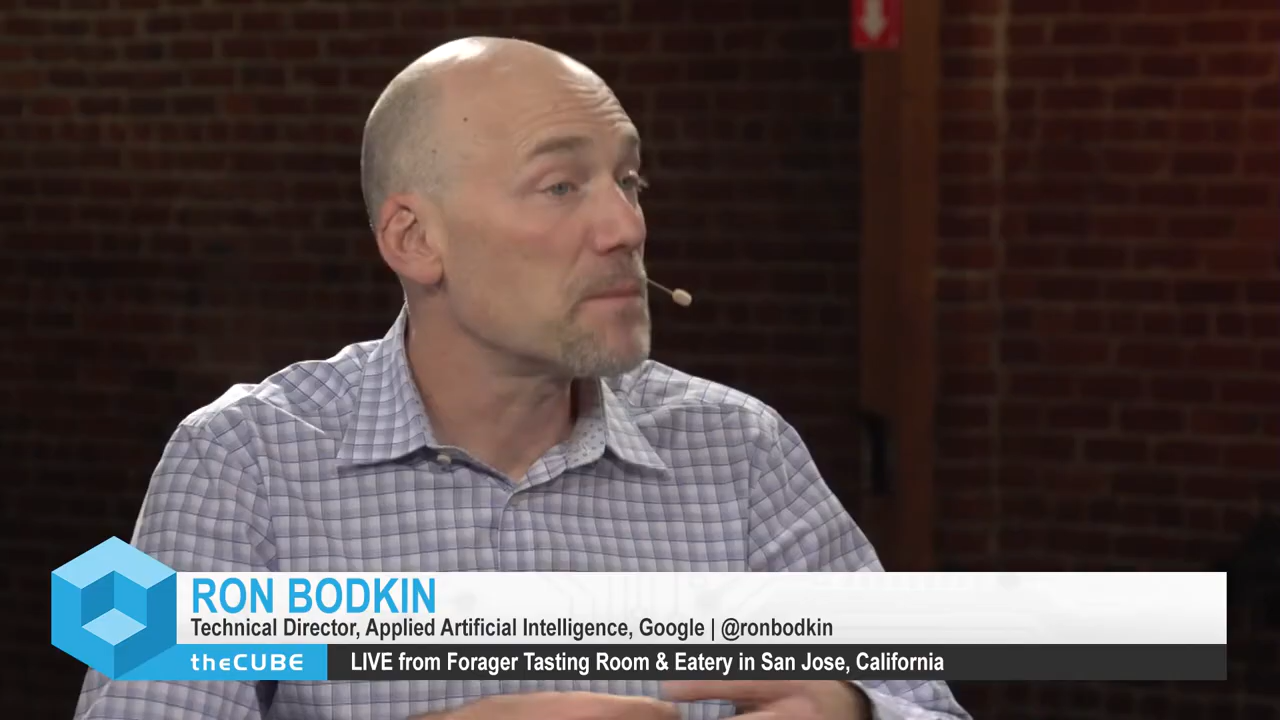 RON BODKIN
Technical Director, Applied Artificial Intelligence, Google | @ronbodkin
theCUBE
LIVE from Forager Tasting Room & Eatery in San Jose, California